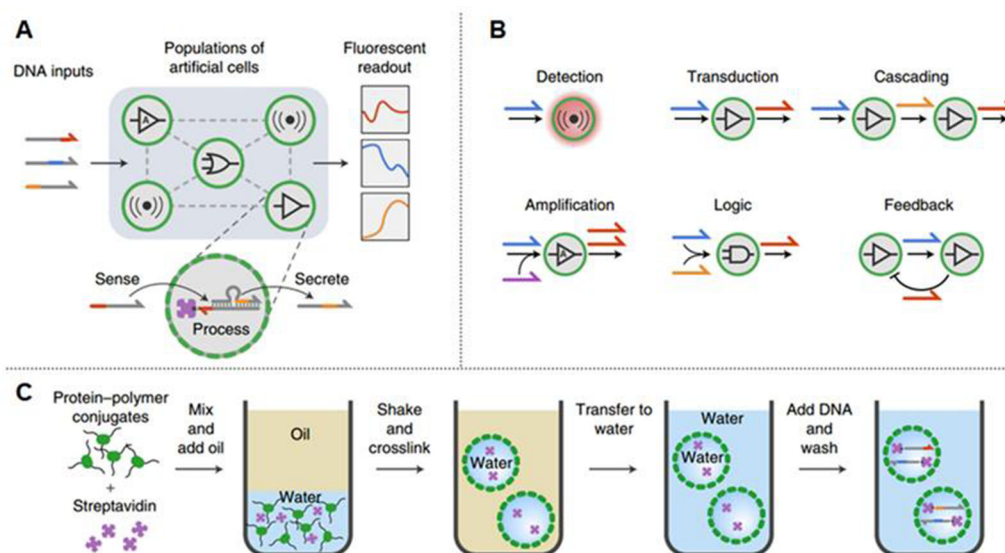 A
DNA inputs
Populations of
artificial cells
Fluorescent
readout
A
Sense
Secrete
Process
B
Detection
Transduction
Cascading
Amplification
Logic
Feedback
A
C
Protein–polymer
conjugates
+
Streptavidin
Mix
and
add oil
Oil
Water
Shake
and
crosslink
Water
Transfer to
water
Water
Water
Add DNA
and
wash